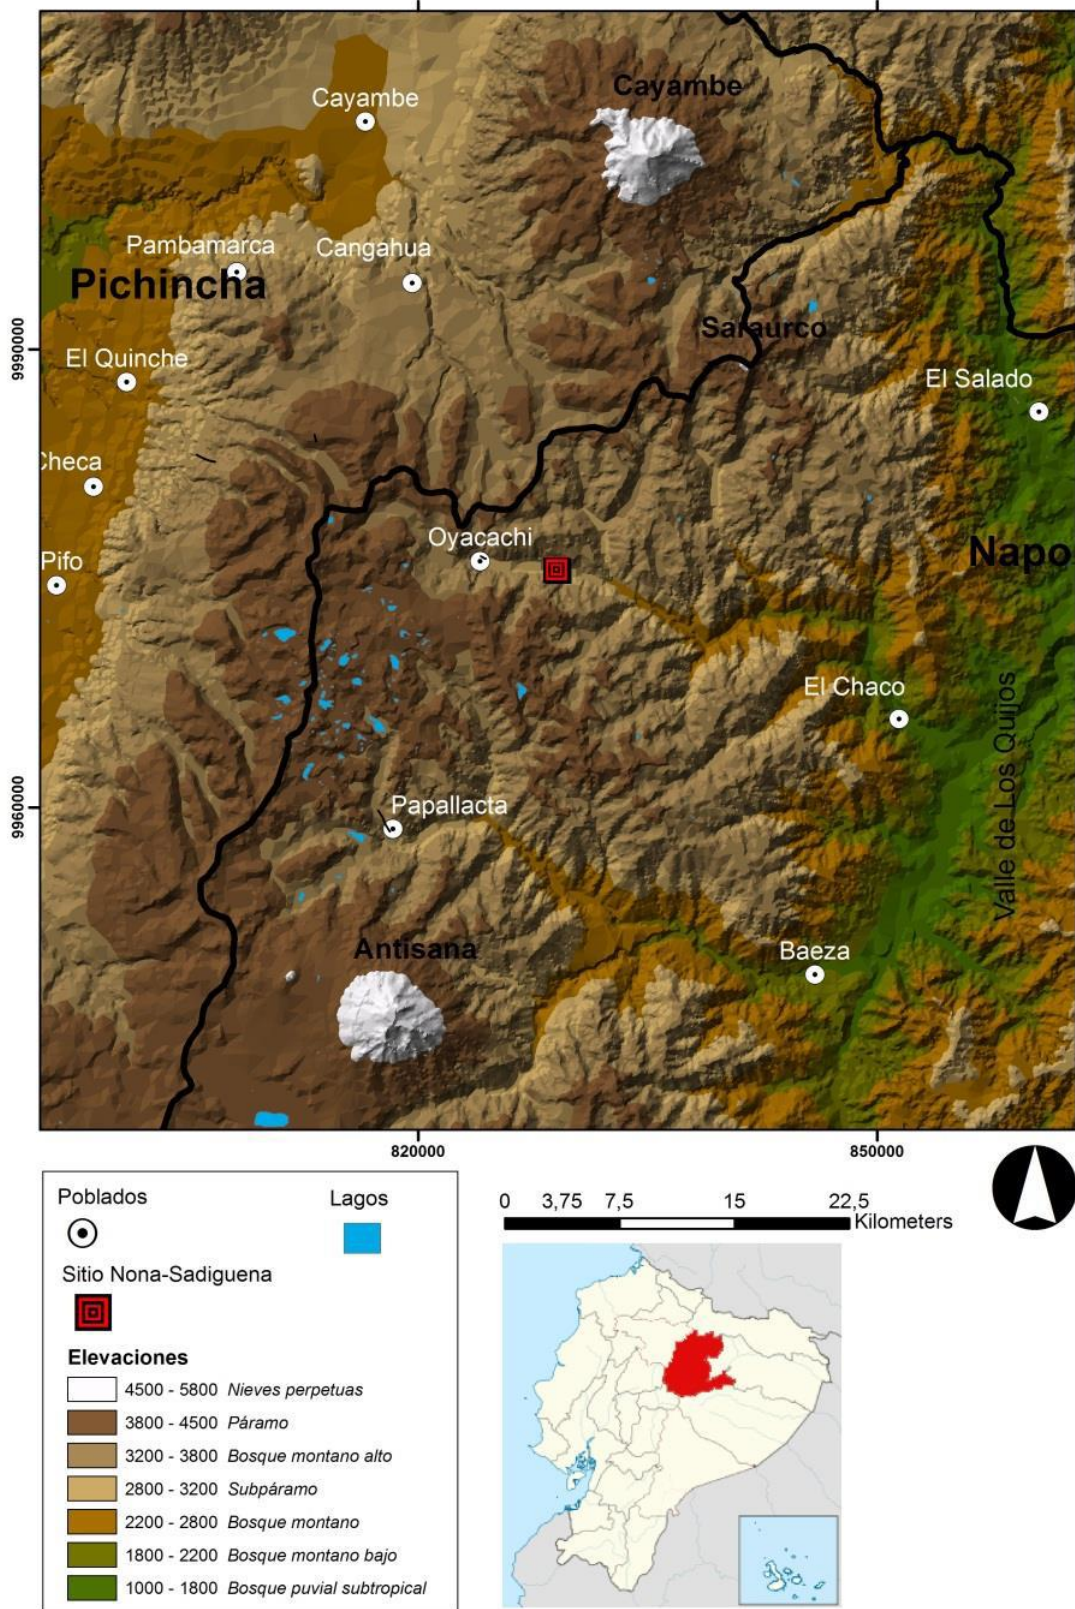 Cayambe
Cayambe
Pambamarca
Cangahua
Pichincha
Saraurco
9990000
El Quinche
El Salado
Checa
Oyacachi
Napo
Pifo
El Chaco
Valle de Los Quijos
9960000
Papallacta
Antisana
Baeza
820000
850000
Poblados
Lagos
Sitio Nona-Sadiguena
Elevaciones
4500 - 5800 Nieves perpetuas
3800 - 4500 Páramo
3200 - 3800 Bosque montano alto
2800 - 3200 Subpáramo
2200 - 2800 Bosque montano
1800 - 2200 Bosque montano bajo
1000 - 1800 Bosque puvial subtropical
0 3,75 7,5 15 22,5
Kilometers